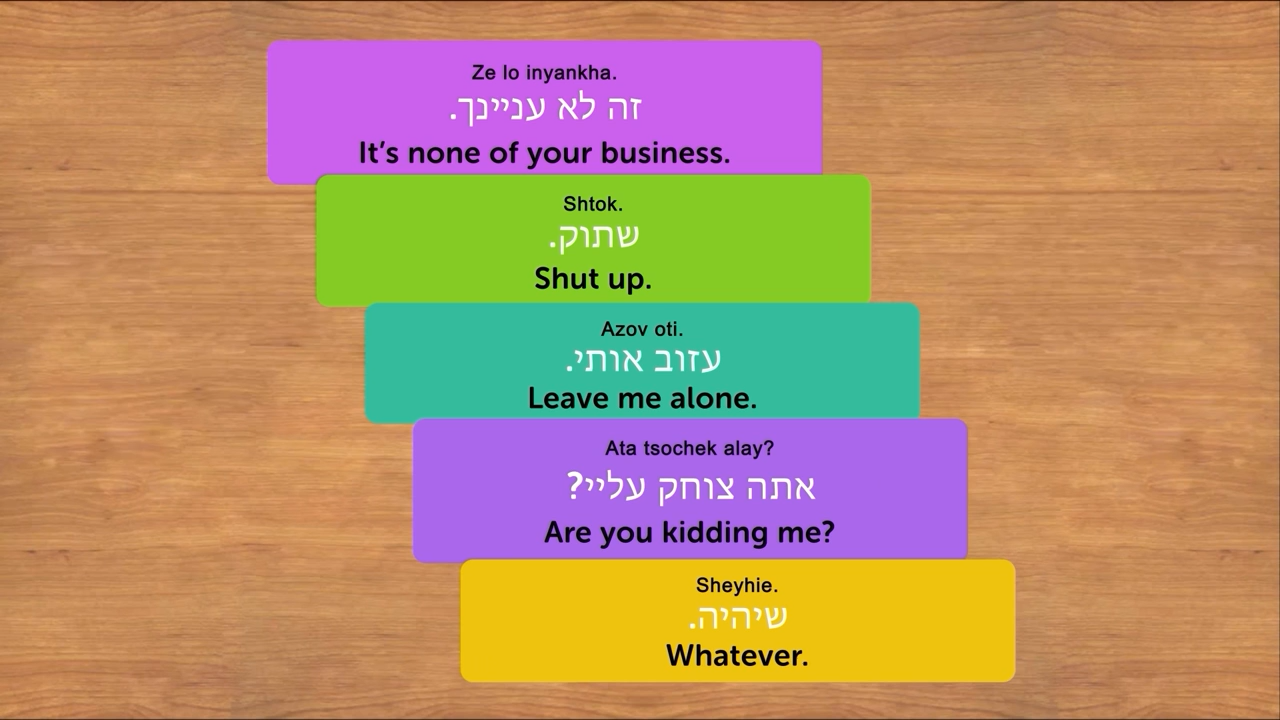 Ze lo inyankha.
זה לא עניינך.
It’s none of your business.
Shtok.
שתוק.
Shut up.
Azov oti.
עזוב אותי.
Leave me alone.
Ata tsochek alay?
אתה צוחק עליי?
Are you kidding me?
Sheyhie.
שיהיה.
Whatever.